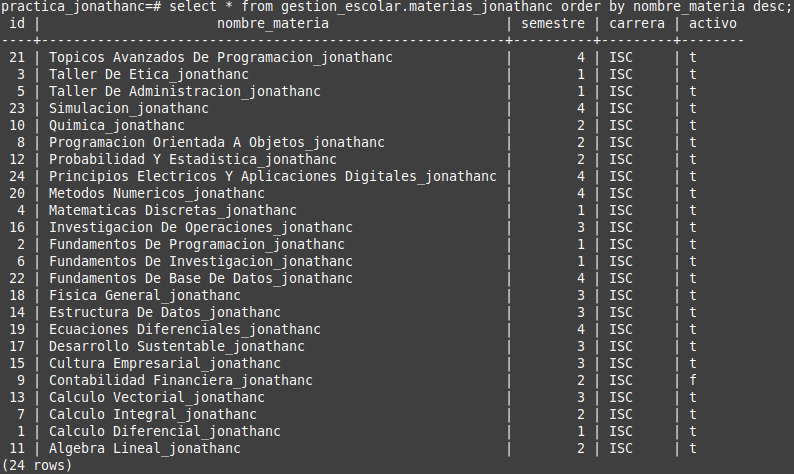 practica_jonathanc=# select * from gestion_escolar.materias_jonathanc order by nombre_materia desc;
 id |                      nombre_materia                      | semestre | carrera | activo
----+----------------------------------------------------------+----------+---------+--------
 21 | Topicos Avanzados De Programacion_jonathanc              |        4 | ISC     | t
  3 | Taller De Etica_jonathanc                                |        1 | ISC     | t
  5 | Taller De Administracion_jonathanc                       |        1 | ISC     | t
 23 | Simulacion_jonathanc                                     |        4 | ISC     | t
 10 | Quimica_jonathanc                                        |        2 | ISC     | t
  8 | Programacion Orientada A Objetos_jonathanc               |        2 | ISC     | t
 12 | Probabilidad Y Estadistica_jonathanc                     |        2 | ISC     | t
 24 | Principios Electricos Y Aplicaciones Digitales_jonathanc |        4 | ISC     | t
 20 | Metodos Numericos_jonathanc                              |        4 | ISC     | t
  4 | Matematicas Discretas_jonathanc                          |        1 | ISC     | t
 16 | Investigacion De Operaciones_jonathanc                   |        3 | ISC     | t
  2 | Fundamentos De Programacion_jonathanc                    |        1 | ISC     | t
  6 | Fundamentos De Investigacion_jonathanc                   |        1 | ISC     | t
 22 | Fundamentos De Base De Datos_jonathanc                   |        4 | ISC     | t
 18 | Fisica General_jonathanc                                 |        3 | ISC     | t
 14 | Estructura De Datos_jonathanc                            |        3 | ISC     | t
 19 | Ecuaciones Diferenciales_jonathanc                       |        4 | ISC     | t
 17 | Desarrollo Sustentable_jonathanc                         |        3 | ISC     | t
 15 | Cultura Empresarial_jonathanc                            |        3 | ISC     | t
  9 | Contabilidad Financiera_jonathanc                        |        2 | ISC     | f
 13 | Calculo Vectorial_jonathanc                              |        3 | ISC     | t
  7 | Calculo Integral_jonathanc                               |        2 | ISC     | t
  1 | Calculo Diferencial_jonathanc                            |        1 | ISC     | t
 11 | Algebra Lineal_jonathanc                                 |        2 | ISC     | t
(24 rows)